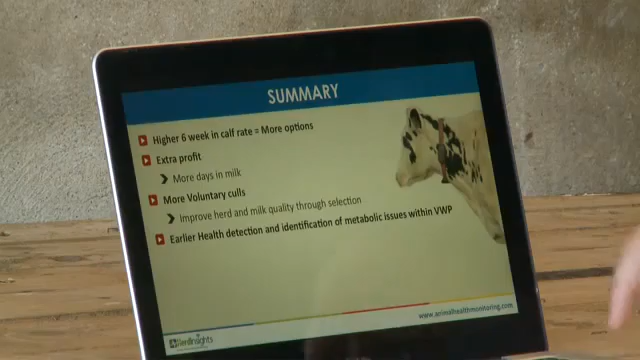 SUMMARY
Higher 6 week in calf rate = More options
Extra profit
More days in milk
More Voluntary culls
Improve herd and milk quality through selection
Earlier Health detection and identification of metabolic issues within VWP
www.animalhealthmonitoring.com
HerdInsights